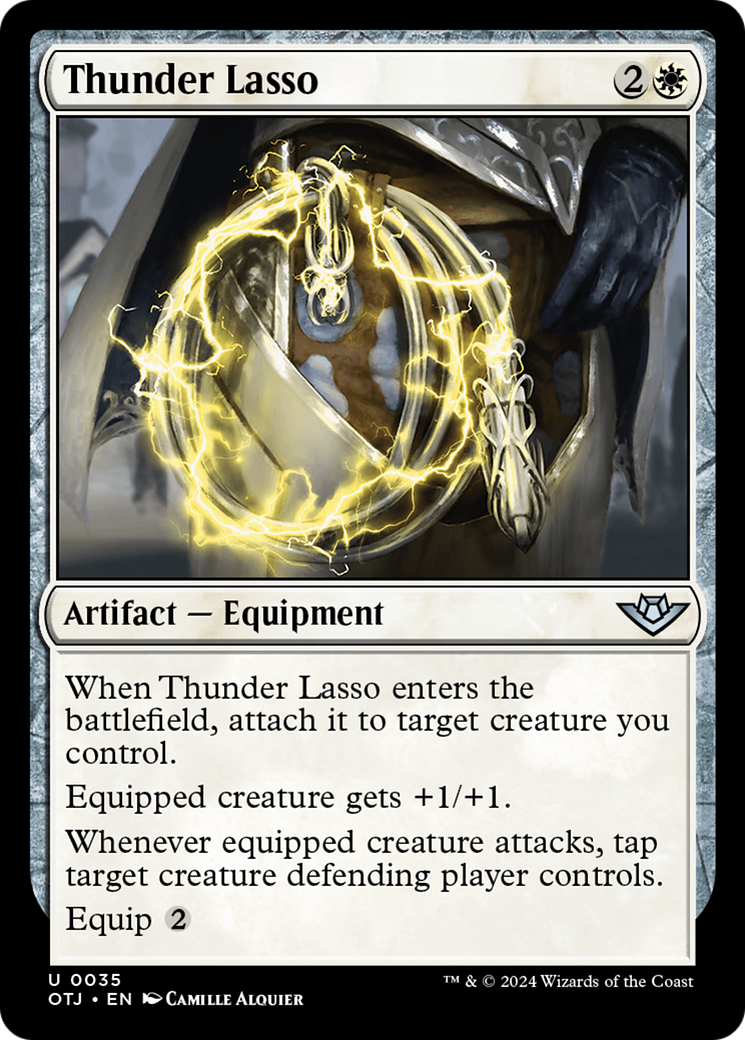 Thunder Lasso 2
Artifact — Equipment
When Thunder Lasso enters the
battlefield, attach it to target creature you
control.
Equipped creature gets +1/+1.
Whenever equipped creature attacks, tap
target creature defending player controls.
Equip 2
U 0035
OTJ • EN Camille Alquier
™ & © 2024 Wizards of the Coast